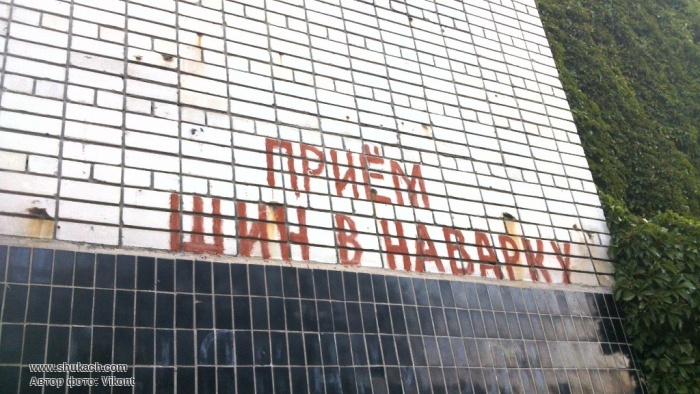 ПРИЁМ
ШИН В НАВАРКУ
www.shukach.com
Автор фото: Vikont